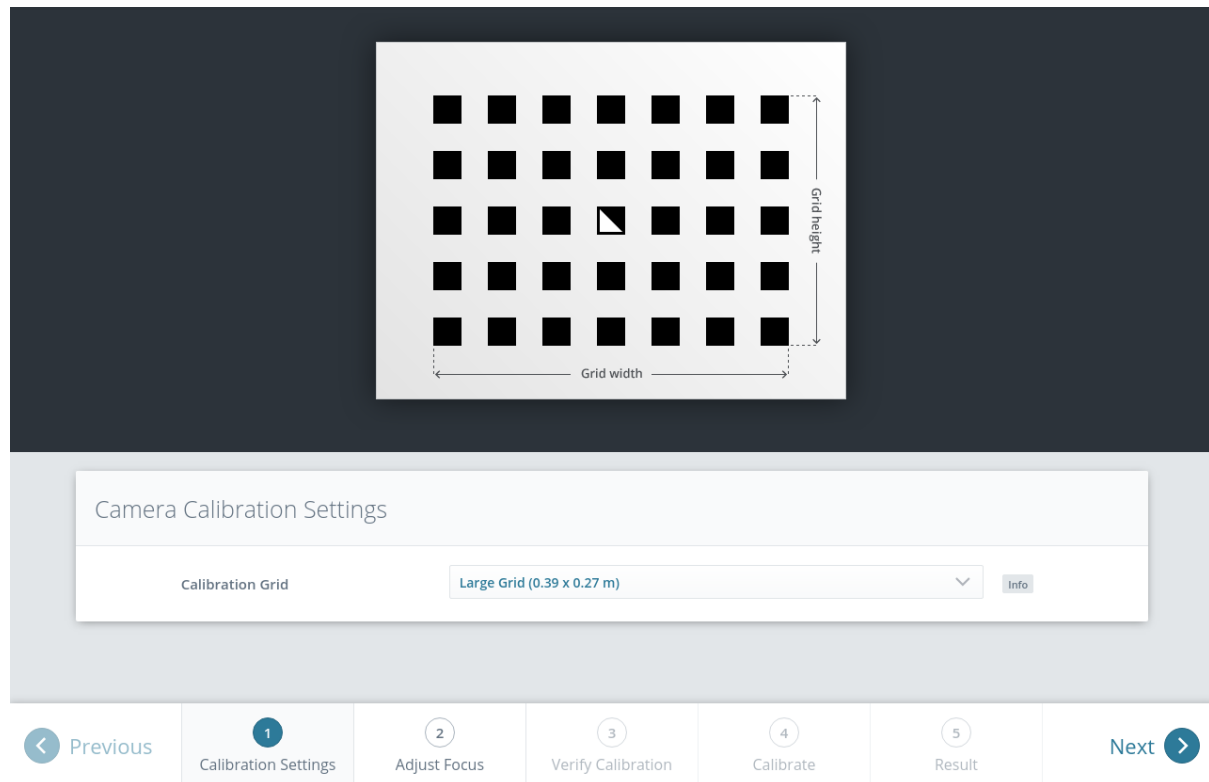 Grid height
Grid width
Camera Calibration Settings
Calibration Grid
Large Grid (0.39 x 0.27 m)
Info
Previous
1
Calibration Settings
2
Adjust Focus
3
Verify Calibration
4
Calibrate
5
Result
Next